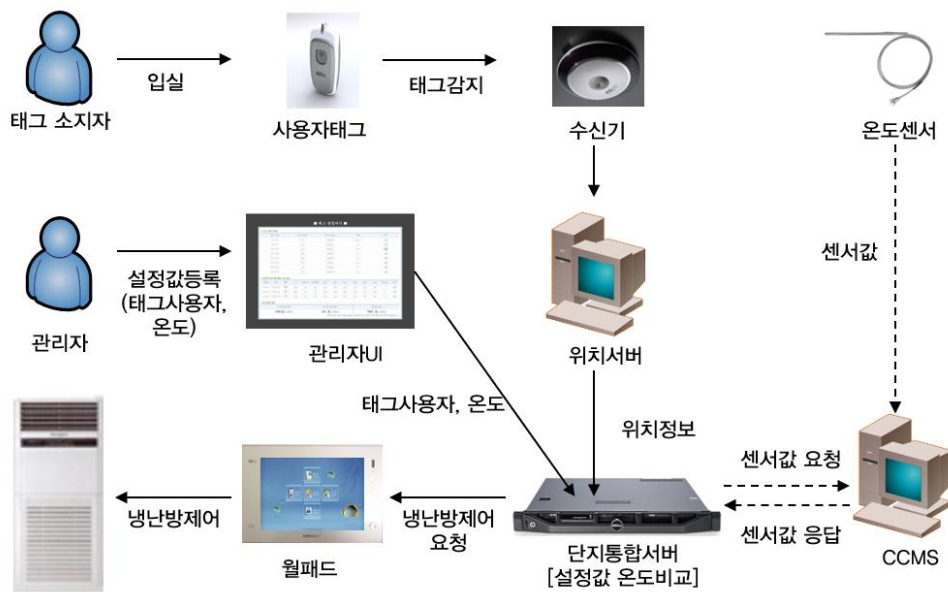 입실
태그감지
태그 소지자
사용자태그
수신기
온도센서
센서값
설정값등록
(태그사용자,
온도)
관리자
관리자UI
위치서버
태그사용자, 온도
위치정보
센서값 요청
냉난방제어
냉난방제어
요청
센서값 응답
월패드
단지통합서버
[설정값 온도비교]
CCMS